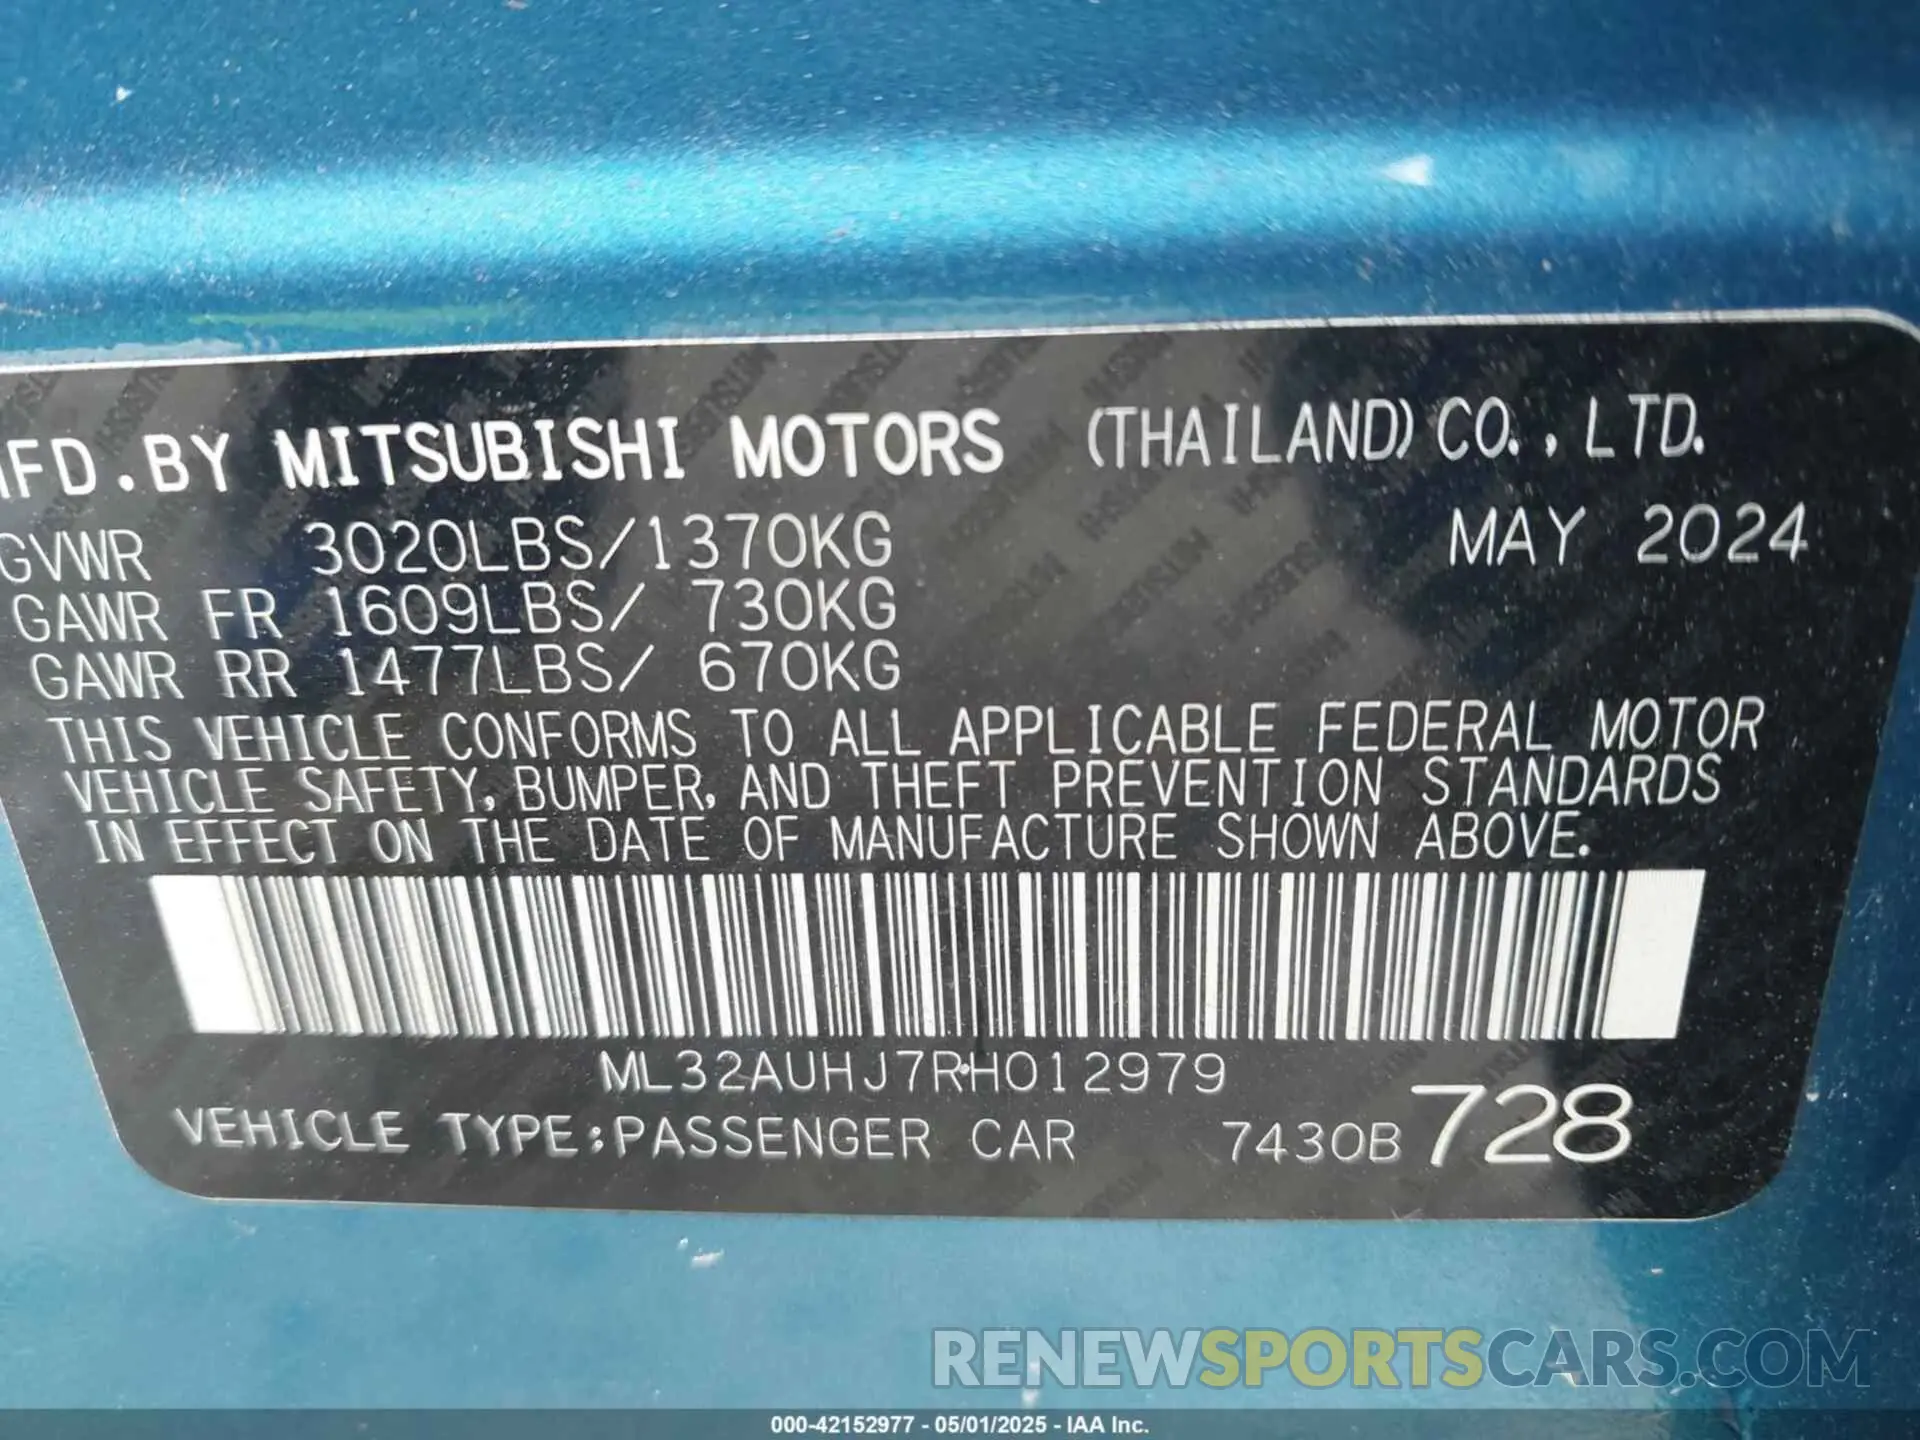 MFD.BY MITSUBISHI MOTORS (THAILAND) CO., LTD.
GVWR 3020LBS/1370KG MAY 2024
GAWR FR 1609LBS/ 730KG
GAWR RR 1477LBS/ 670KG
THIS VEHICLE CONFORMS TO ALL APPLICABLE FEDERAL MOTOR
VEHICLE SAFETY, BUMPER, AND THEFT PREVENTION STANDARDS
IN EFFECT ON THE DATE OF MANUFACTURE SHOWN ABOVE.
ML32AUHJ7RH012979
VEHICLE TYPE:PASSENGER CAR 7430B 728
RENEWSPORTSCARS.COM
000-42152977 - 05/01/2025 - IAA Inc.